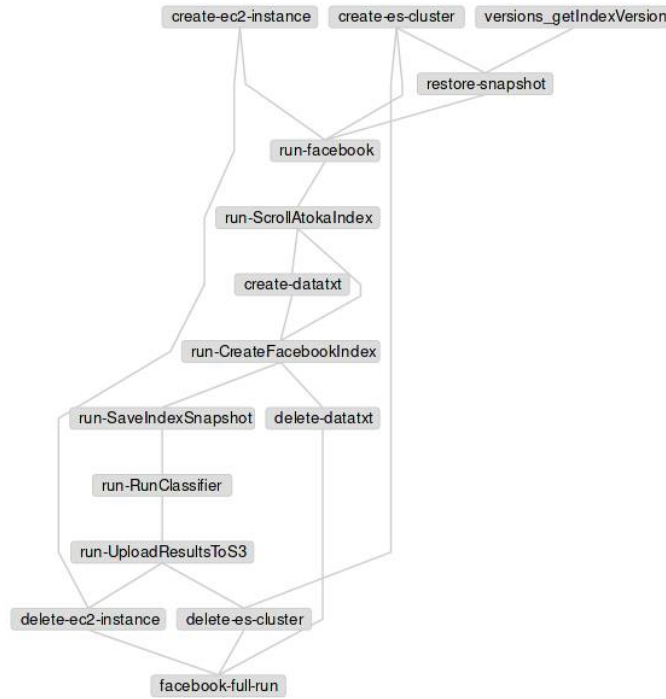 create-ec2-instance
create-es-cluster
versions_getIndexVersion
restore-snapshot
run-facebook
run-ScrollAtokaIndex
create-datatxt
run-CreateFacebookIndex
run-SaveIndexSnapshot
delete-datatxt
run-RunClassifier
run-UploadResultsToS3
delete-ec2-instance
delete-es-cluster
facebook-full-run